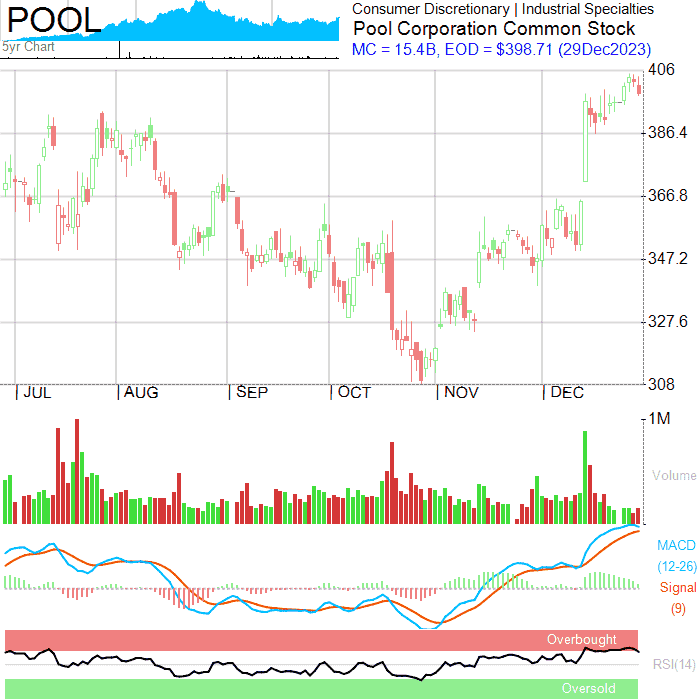 POOL
5yr Chart
Consumer Discretionary | Industrial Specialties
Pool Corporation Common Stock
MC = 15.4B, EOD = $398.71 (29Dec2023)
406
386.4
366.8
347.2
327.6
308
JUL AUG SEP OCT NOV DEC
1M
Volume
MACD
(12-26)
Signal
(9)
Overbought
RSI(14)
Oversold